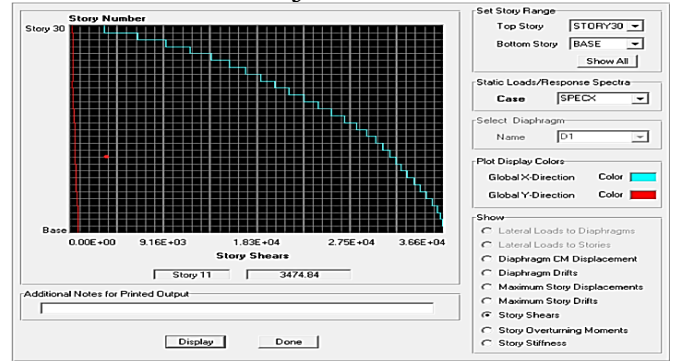 Story Number
Story 30
Base
0.00E+00 9.16E+03 1.83E+04 2.75E+04 3.66E+04
Story Shears
Story 11 3474.84
Additional Notes for Printed Output
Display Done
Set Story Range
Top Story STORY30
Bottom Story BASE
Show All
Static Loads/Response Spectra
Case SPECX
Select Diaphragm
Name D1
Plot Display Colors
Global X-Direction Color
Global Y-Direction Color
Show
Lateral Loads to Diaphragms
Lateral Loads to Stories
Diaphragm CM Displacement
Diaphragm Drifts
Maximum Story Displacements
Maximum Story Drifts
Story Shears
Story Overturning Moments
Story Stiffness